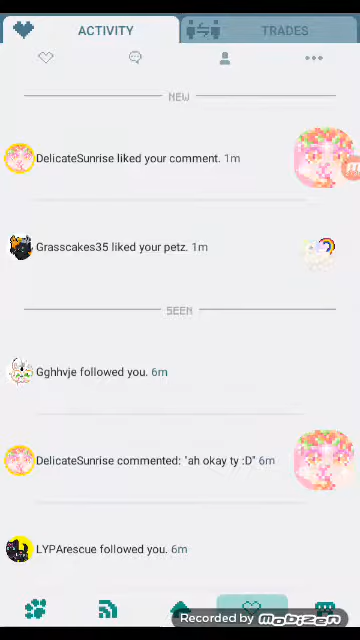 ACTIVITY
TRADES
NEW
DelicateSunrise liked your comment. 1m
Grasscakes35 liked your petz. 1m
SEEN
Gghhvje followed you. 6m
DelicateSunrise commented: "ah okay ty :D" 6m
LYPArescue followed you. 6m
Recorded by mobizen